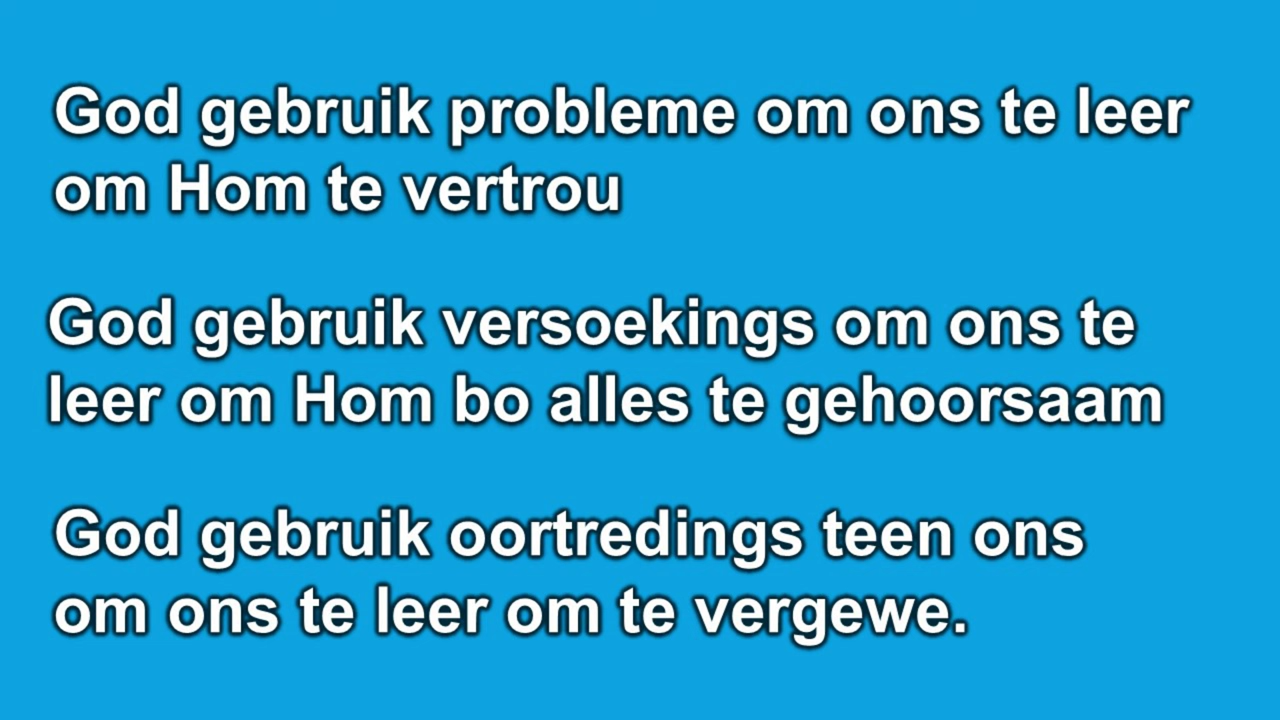 God gebruik probleme om ons te leer
om Hom te vertrou
God gebruik versoekings om ons te
leer om Hom bo alles te gehoorsaam
God gebruik oortredings teen ons
om ons te leer om te vergewe.